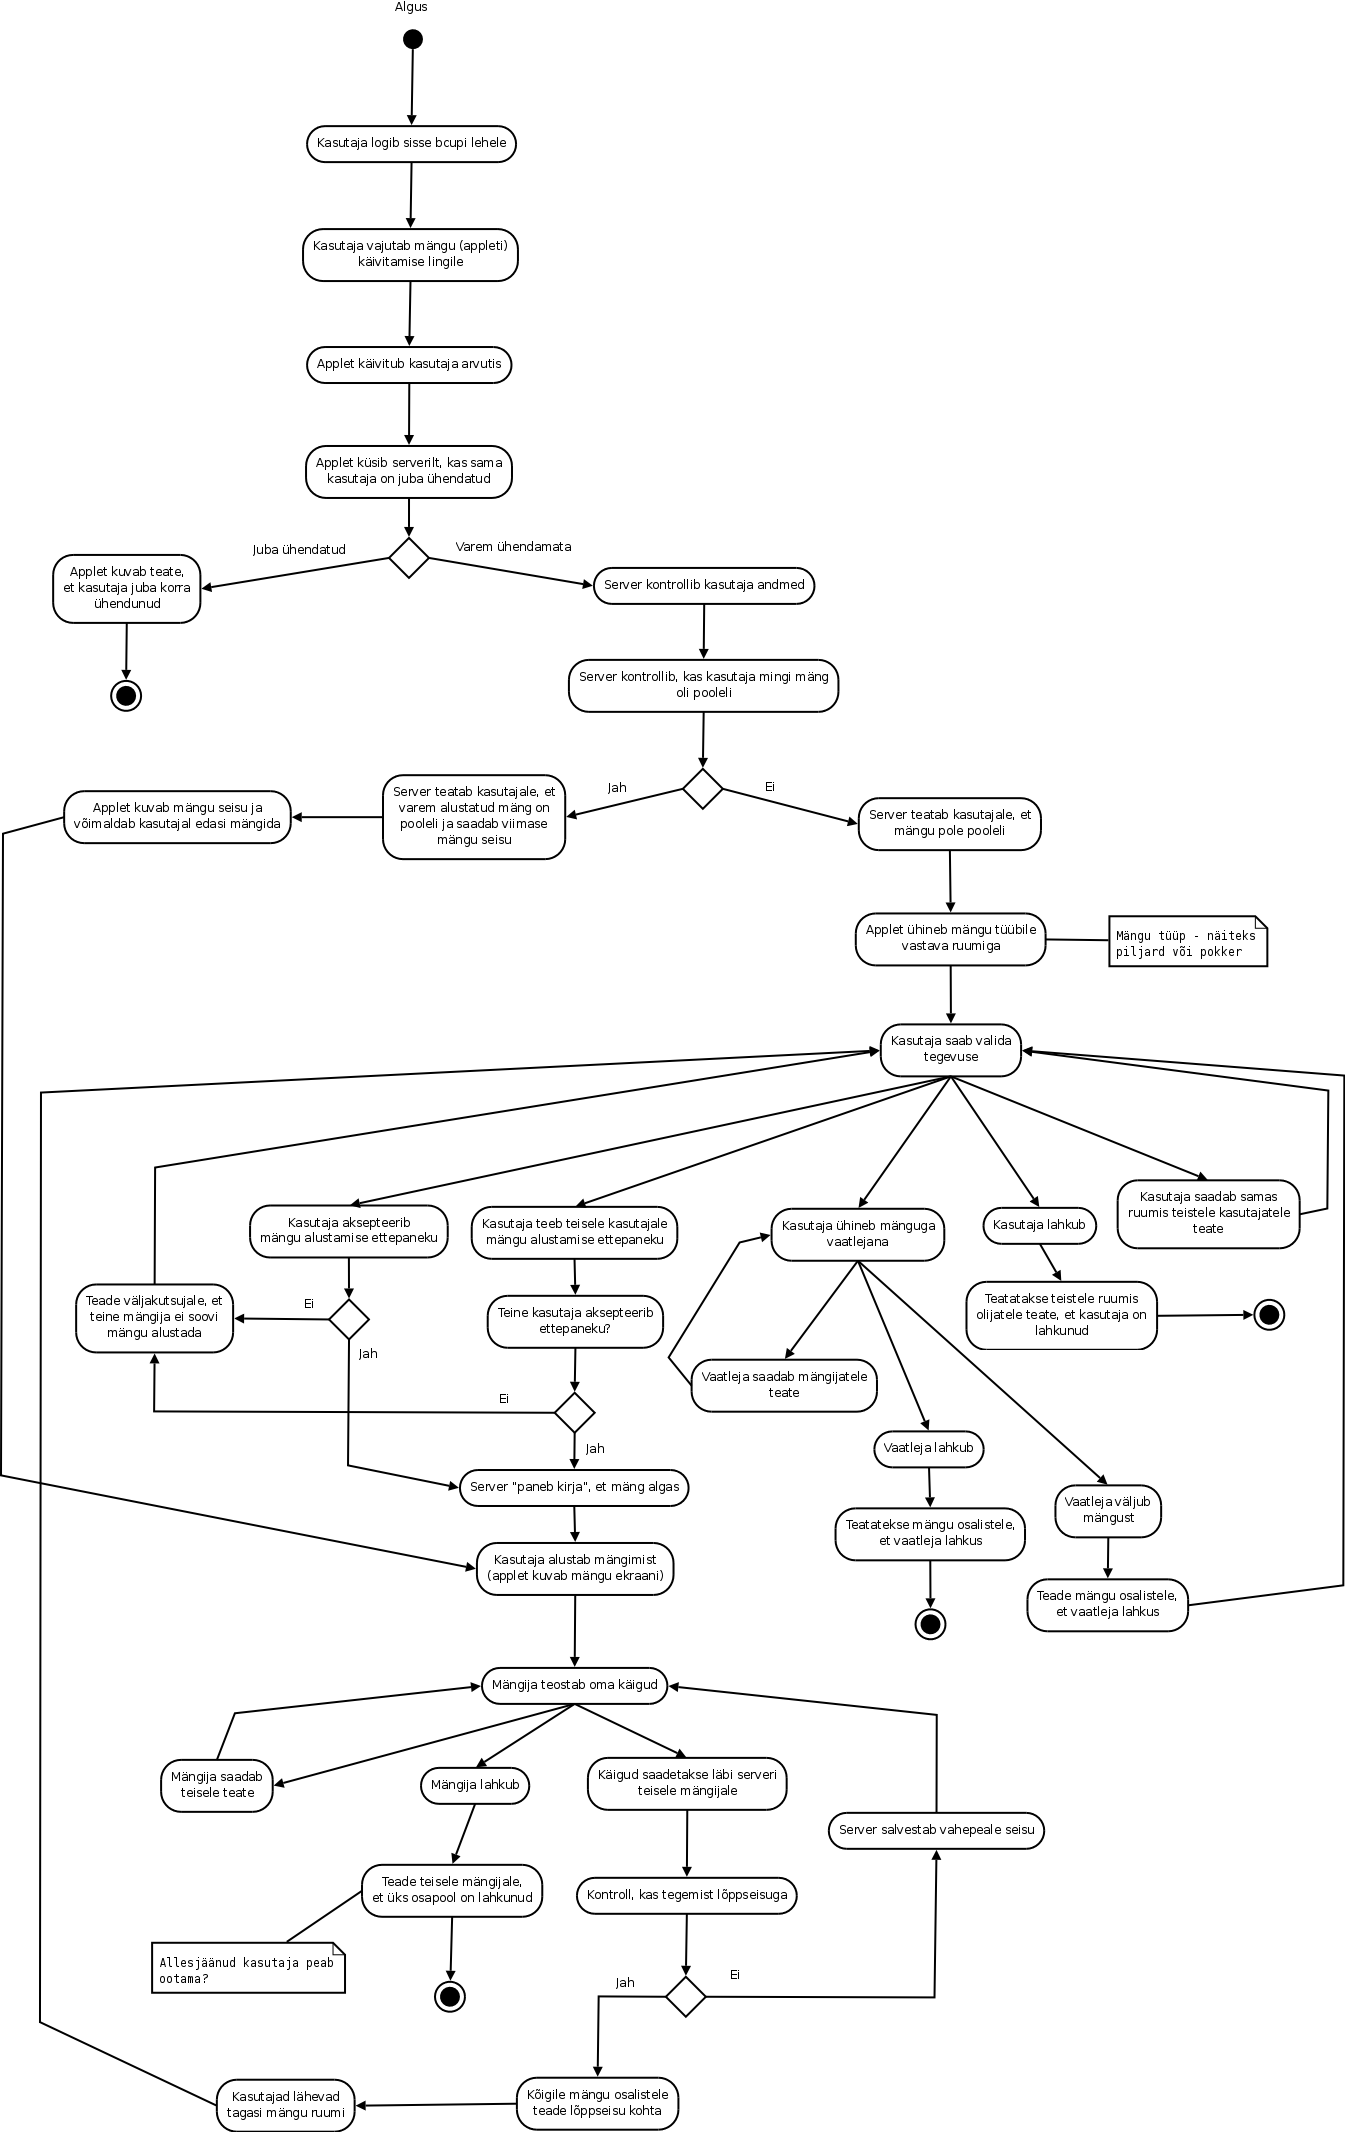 Algus
Kasutaja logib sisse bcupi lehele
Kasutaja vajutab mängu (appleti)
käivitamise lingile
Applet käivitub kasutaja arvutis
Applet küsib serverilt, kas sama
kasutaja on juba ühendatud
Juba ühendatud
Varem ühendamata
Applet kuvab teate,
et kasutaja juba korra
ühendunud
Server kontrollib kasutaja andmed
Server kontrollib, kas kasutaja mingi mäng
oli pooleli
Jah
Ei
Applet kuvab mängu seisu ja
võimaldab kasutajal edasi mängida
Server teatab kasutajale, et
varem alustatud mäng on
pooleli ja saadab viimase
mängu seisu
Server teatab kasutajale, et
mängu pole pooleli
Applet ühineb mängu tüübile
vastava ruumiga
Mängu tüüp - näiteks
piljard või pokker
Kasutaja saab valida
tegevuse
Kasutaja aksepteerib
mängu alustamise ettepaneku
Kasutaja teeb teisele kasutajale
mängu alustamise ettepaneku
Kasutaja ühineb mänguga
vaatlejana
Kasutaja lahkub
Kasutaja saadab samas
ruumis teistele kasutajatele
teate
Teade väljakutsujale, et
teine mängija ei soovi
mängu alustada
Ei
Jah
Teine kasutaja aksepteerib
ettepaneku?
Teatatakse teistele ruumis
olijatele teate, et kasutaja on
lahkunud
Vaatleja saadab mängijatele
teate
Ei
Jah
Vaatleja lahkub
Server "paneb kirja", et mäng algas
Vaatleja väljub
mängust
Teatatekse mängu osalistele,
et vaatleja lahkus
Kasutaja alustab mängimist
(applet kuvab mängu ekraani)
Teade mängu osalistele,
et vaatleja lahkus
Mängija teostab oma käigud
Mängija saadab
teisele teate
Mängija lahkub
Käigud saadetakse läbi serveri
teisele mängijale
Server salvestab vahepeale seisu
Teade teisele mängijale,
et üks osapool on lahkunud
Kontroll, kas tegemist lõppseisuga
Allesjäänud kasutaja peab
ootama?
Jah
Ei
Kasutajad lähevad
tagasi mängu ruumi
Kõigile mängu osalistele
teade lõppseisu kohta